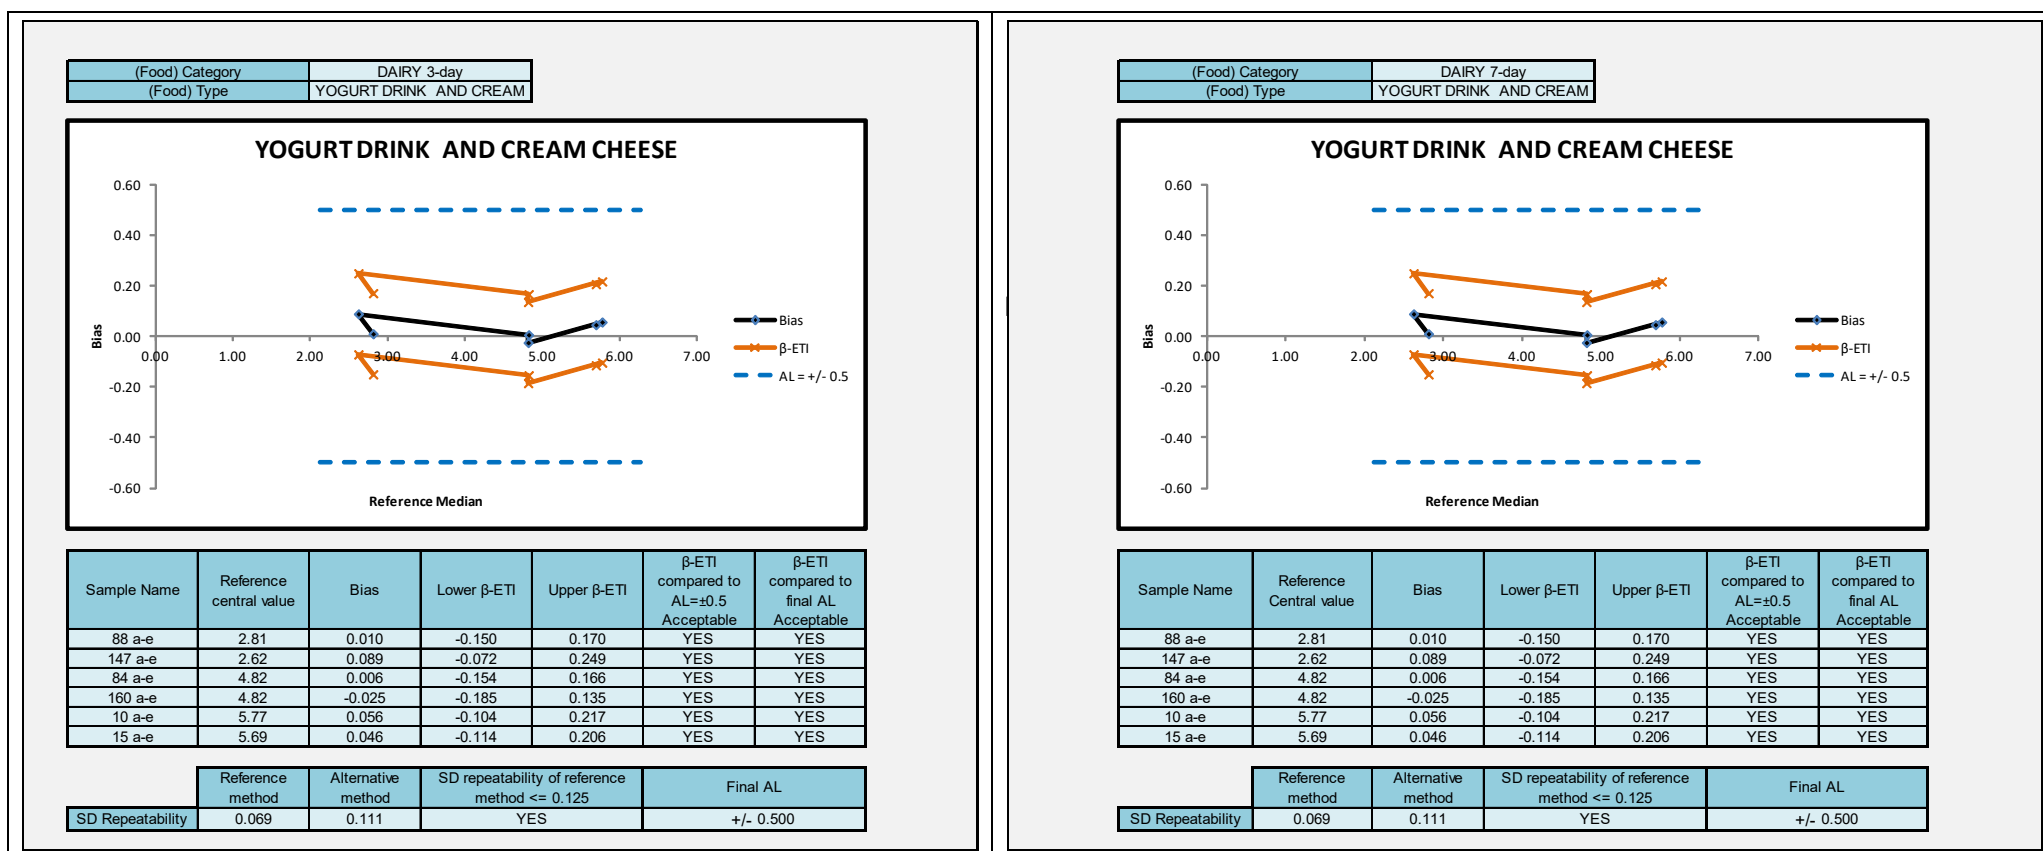 (Food) Category DAIRY 3-day
(Food) Type YOGURT DRINK AND CREAM
YOGURT DRINK AND CREAM CHEESE
0.60
0.40
0.20
0.00
-0.20
-0.40
-0.60
Bias
0.00 1.00 2.00 3.00 4.00 5.00 6.00 7.00
Reference Median
Bias
β-ETI
AL = +/- 0.5
Sample Name Reference central value Bias Lower β-ETI Upper β-ETI β-ETI compared to AL=±0.5 Acceptable β-ETI compared to final AL Acceptable
88 a-e 2.81 0.010 -0.150 0.170 YES YES
147 a-e 2.62 0.089 -0.072 0.249 YES YES
84 a-e 4.82 0.006 -0.154 0.166 YES YES
160 a-e 4.82 -0.025 -0.185 0.135 YES YES
10 a-e 5.77 0.056 -0.104 0.217 YES YES
15 a-e 5.69 0.046 -0.114 0.206 YES YES
Reference method Alternative method SD repeatability of reference method <= 0.125 Final AL
SD Repeatability 0.069 0.111 YES +/- 0.500
(Food) Category DAIRY 7-day
(Food) Type YOGURT DRINK AND CREAM
YOGURT DRINK AND CREAM CHEESE
0.60
0.40
0.20
0.00
-0.20
-0.40
-0.60
Bias
0.00 1.00 2.00 3.00 4.00 5.00 6.00 7.00
Reference Median
Bias
β-ETI
AL = +/- 0.5
Sample Name Reference Central value Bias Lower β-ETI Upper β-ETI β-ETI compared to AL=±0.5 Acceptable β-ETI compared to final AL Acceptable
88 a-e 2.81 0.010 -0.150 0.170 YES YES
147 a-e 2.62 0.089 -0.072 0.249 YES YES
84 a-e 4.82 0.006 -0.154 0.166 YES YES
160 a-e 4.82 -0.025 -0.185 0.135 YES YES
10 a-e 5.77 0.056 -0.104 0.217 YES YES
15 a-e 5.69 0.046 -0.114 0.206 YES YES
Reference method Alternative method SD repeatability of reference method <= 0.125 Final AL
SD Repeatability 0.069 0.111 YES +/- 0.500